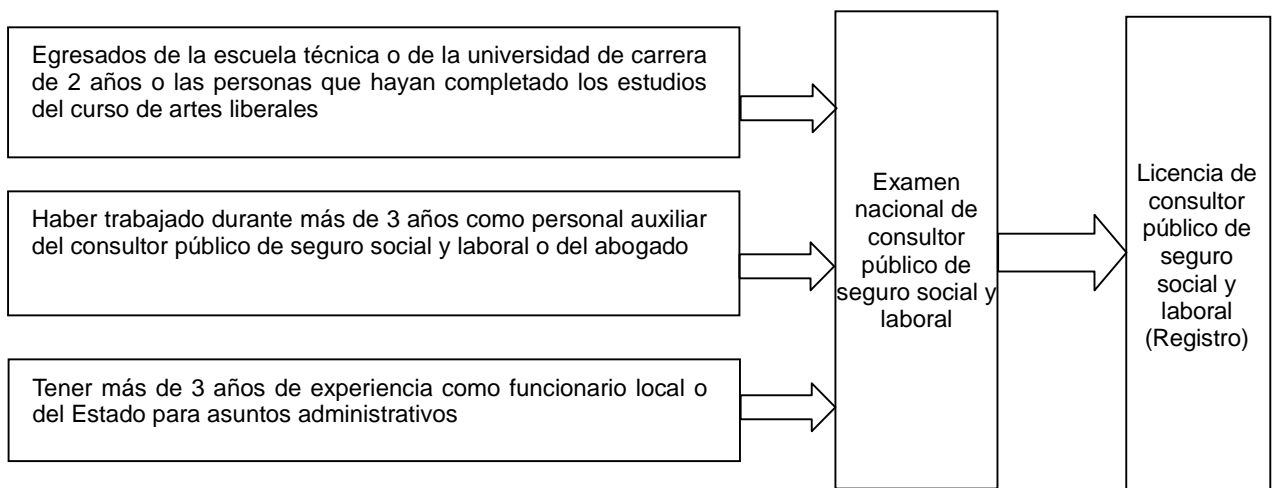 Egresados de la escuela técnica o de la universidad de carrera
de 2 años o las personas que hayan completado los estudios
del curso de artes liberales
Haber trabajado durante más de 3 años como personal auxiliar
del consultor público de seguro social y laboral o del abogado
Tener más de 3 años de experiencia como funcionario local o
del Estado para asuntos administrativos
Examen
nacional de
consultor
público de
seguro social y
laboral
Licencia de
consultor
público de
seguro
social y
laboral
(Registro)